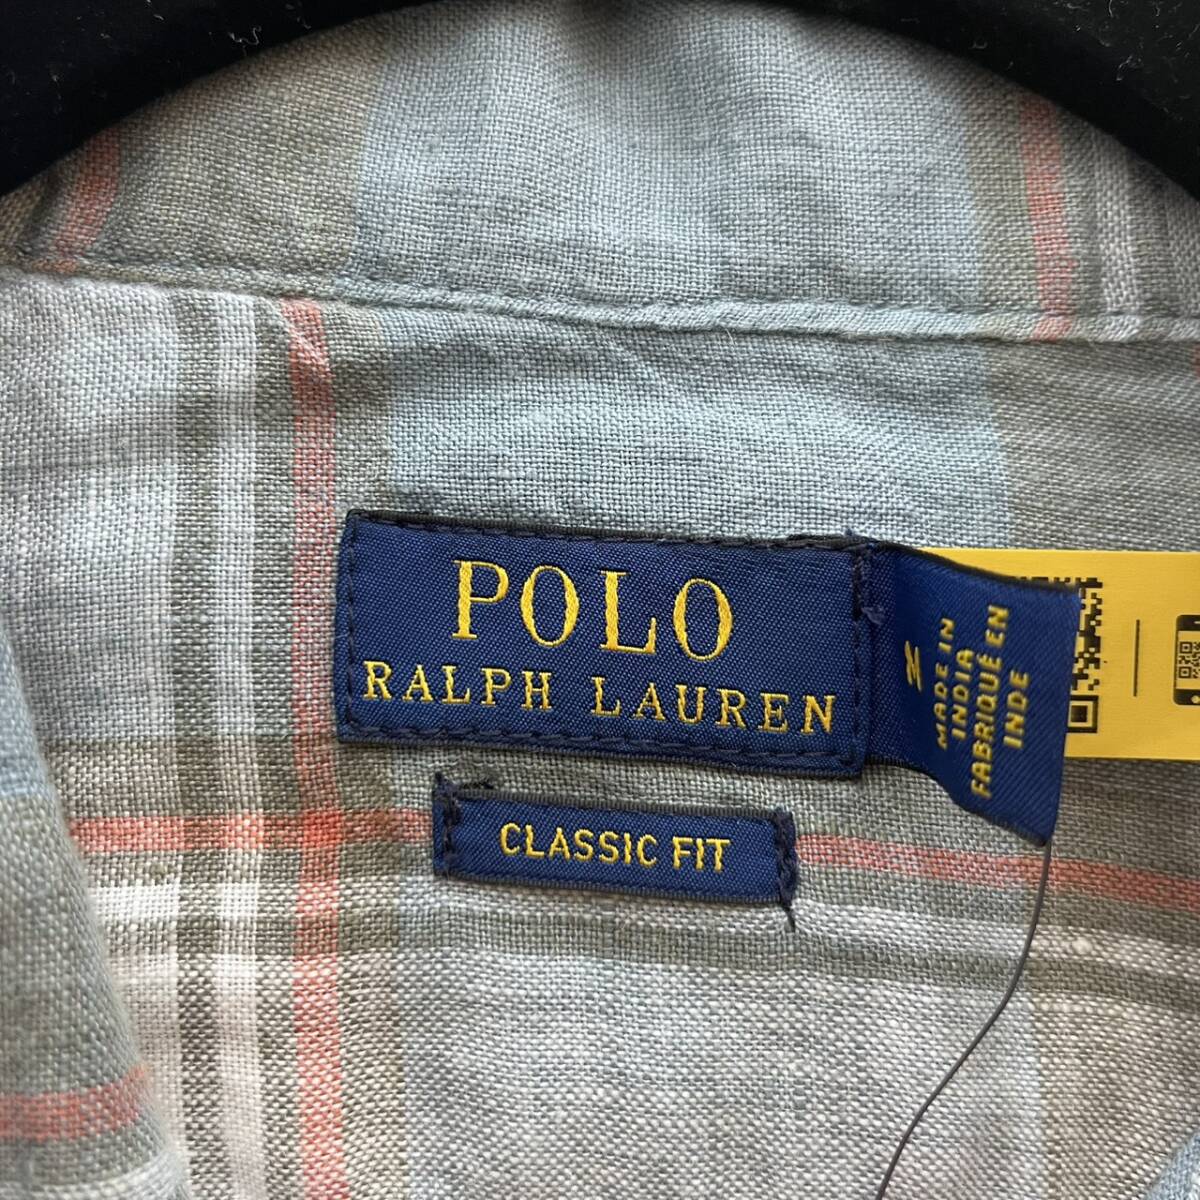 POLO
RALPH LAUREN
CLASSIC FIT
M
MADE IN
INDIA
FABRIQUÉ EN
INDE